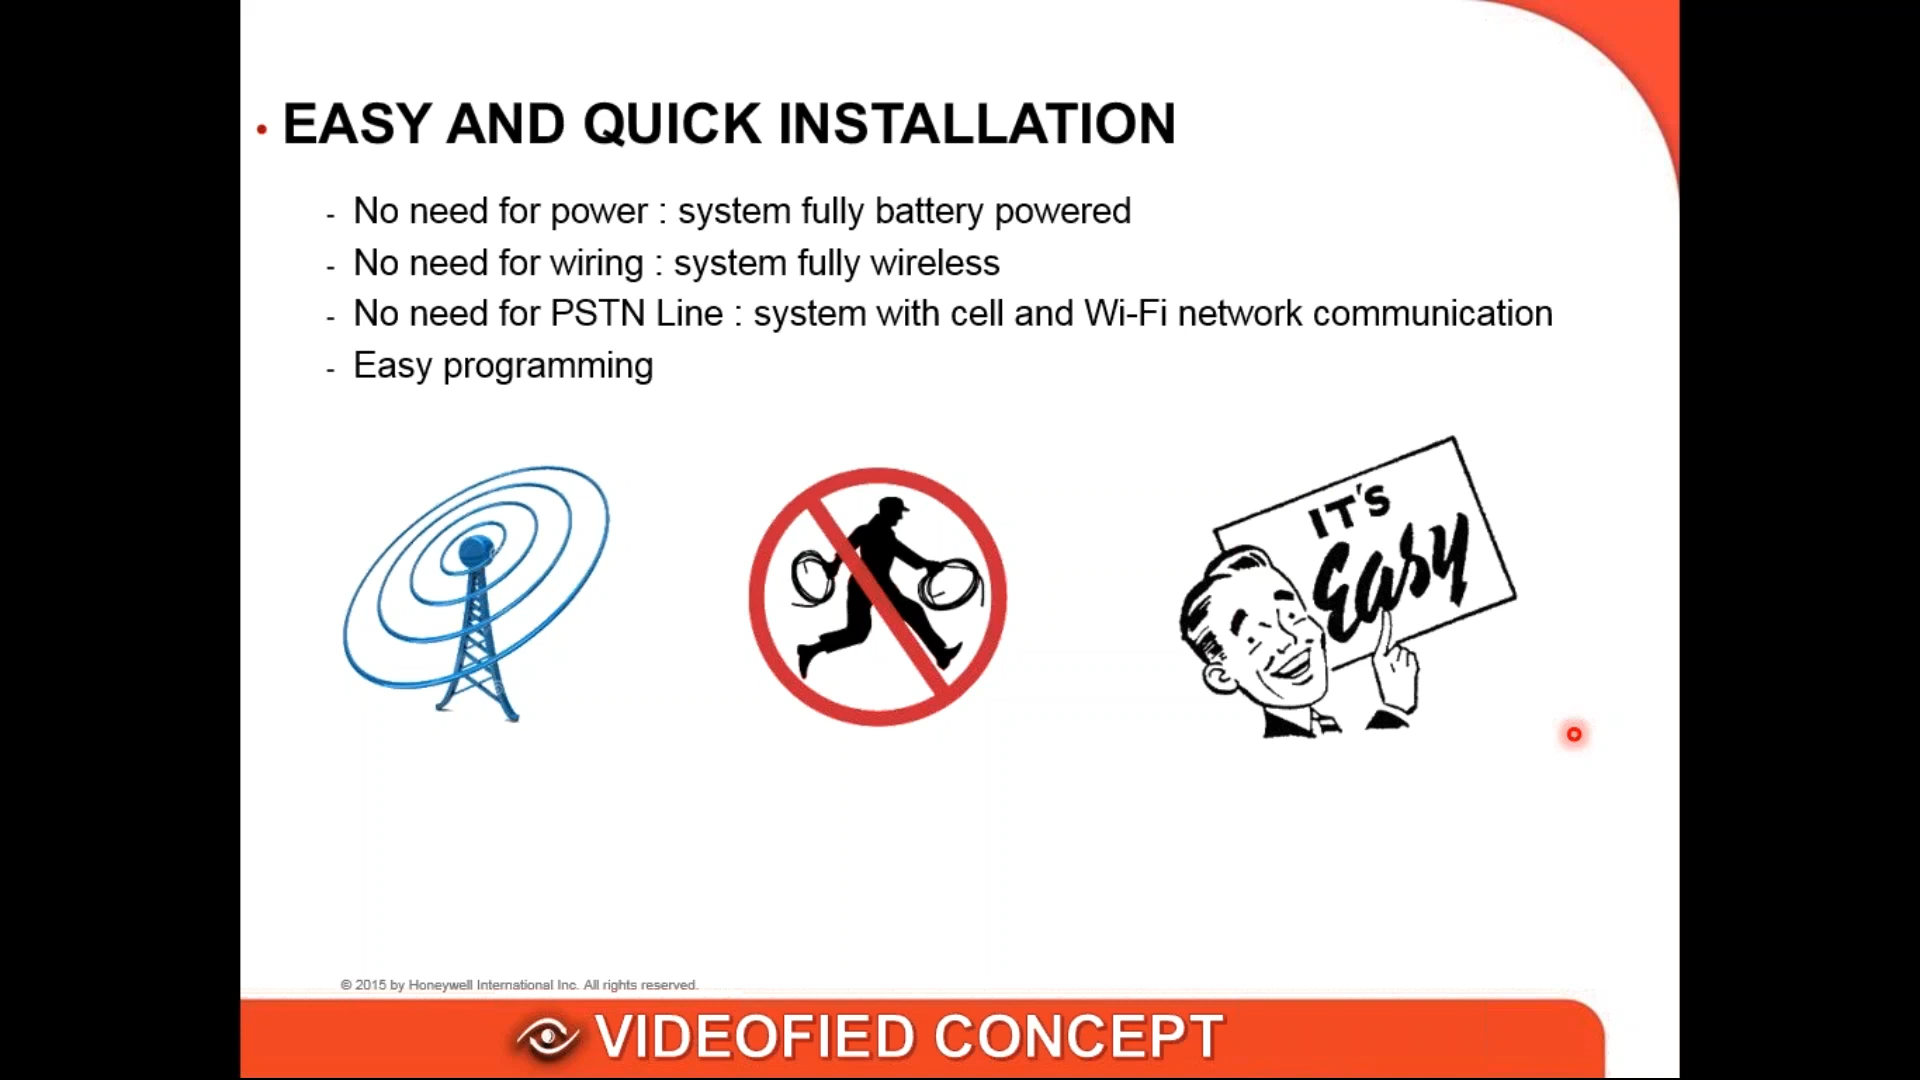 • EASY AND QUICK INSTALLATION
- No need for power : system fully battery powered
- No need for wiring : system fully wireless
- No need for PSTN Line : system with cell and Wi-Fi network communication
- Easy programming
IT'S
Easy
© 2015 by Honeywell International Inc. All rights reserved.
VIDEOFIED CONCEPT